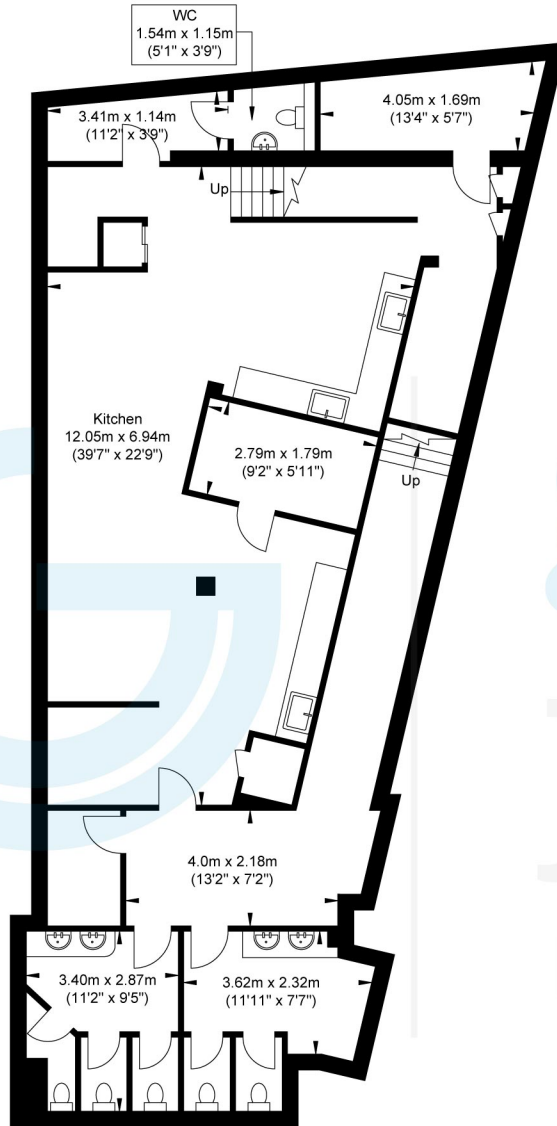 WC
1.54m x 1.15m
(5'1" x 3'9")
3.41m x 1.14m
(11'2" x 3'9)
4.05m x 1.69m
(13'4" x 5'7")
Up
Kitchen
12.05m x 6.94m
(39'7" x 22'9")
2.79m x 1.79m
(9'2" x 5'11")
Up
4.0m x 2.18m
(13'2" x 7'2")
3.40m x 2.87m
(11'2" x 9'5")
3.62m x 2.32m
(11'11" x 7'7")